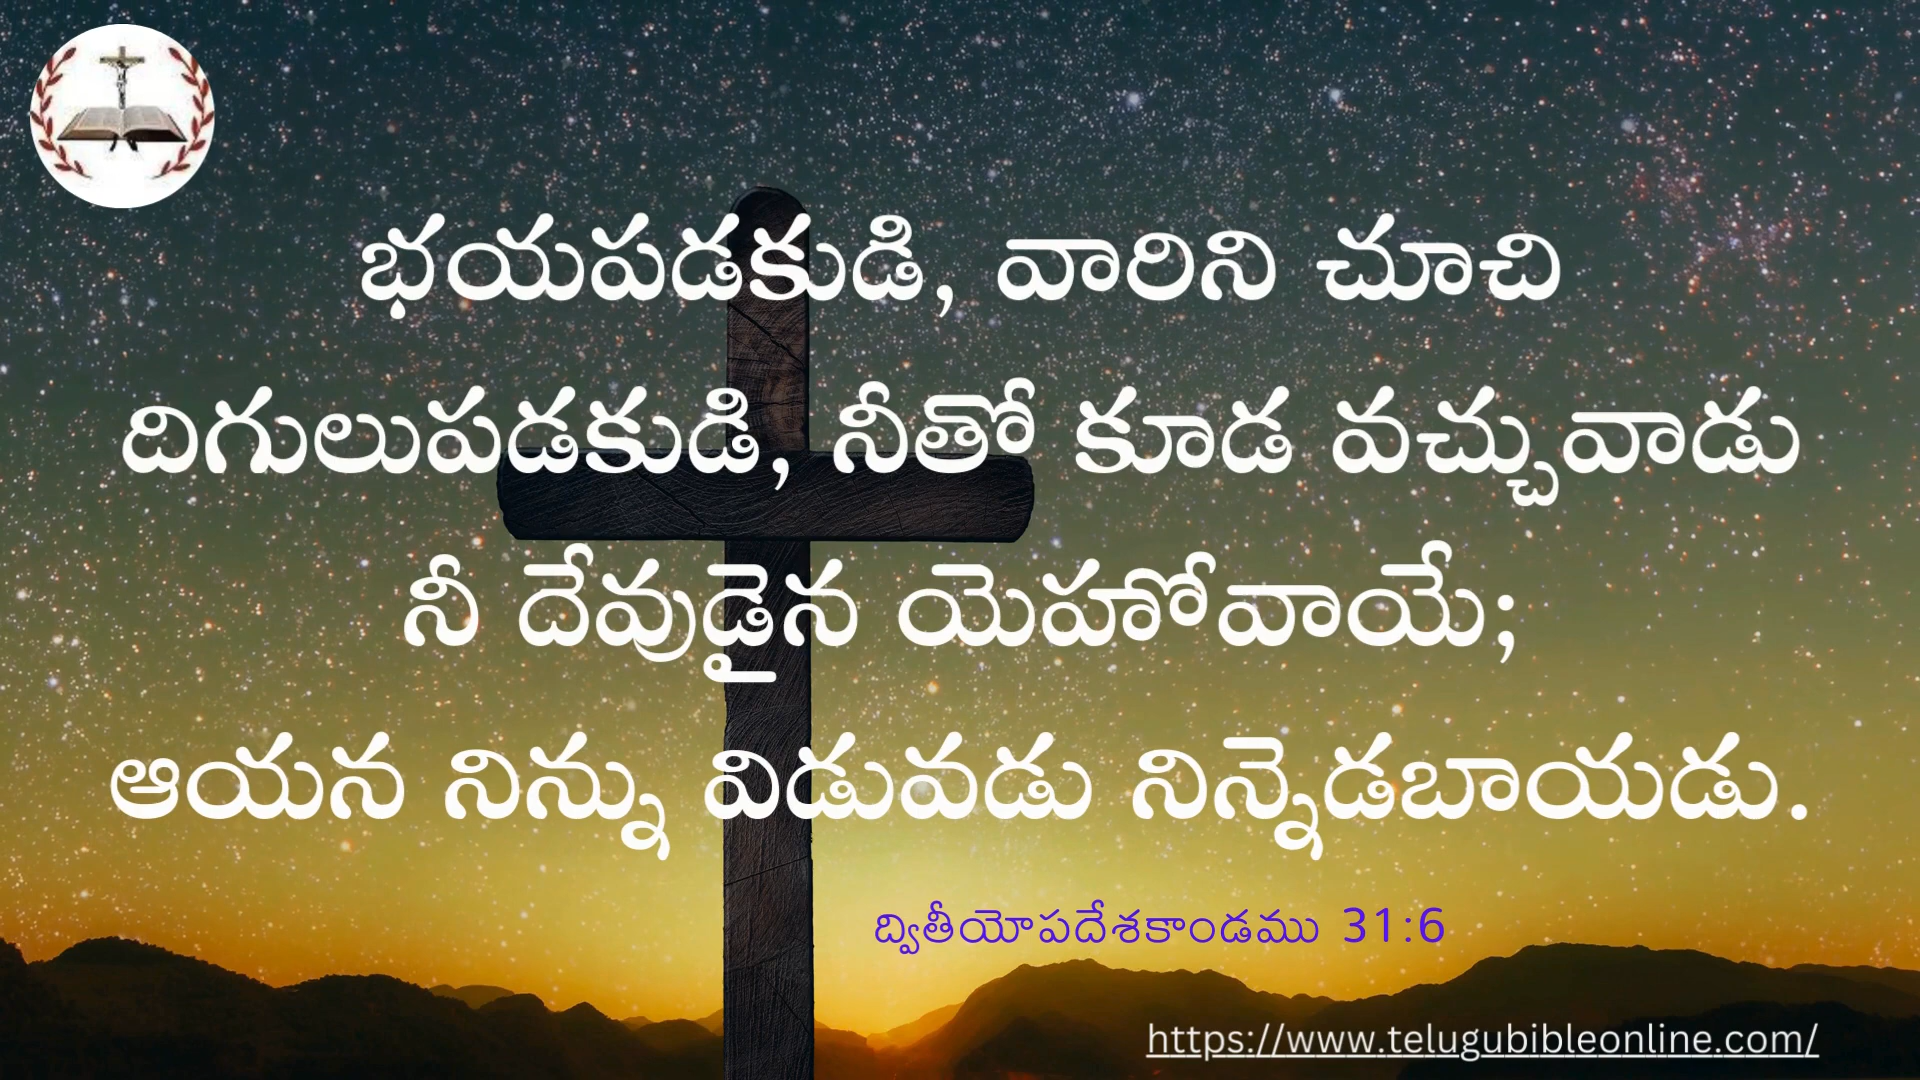 భయపడకుడి, వారిని చూచి
దిగులుపడకుడి, నీతో కూడ వచ్చువాడు
నీ దేవుడైన యెహోవాయే;
ఆయన నిన్ను విడువడు నిన్నెడబాయడు.
ద్వితీయోపదేశకాండము 31:6
https://www.telugubibleonline.com/